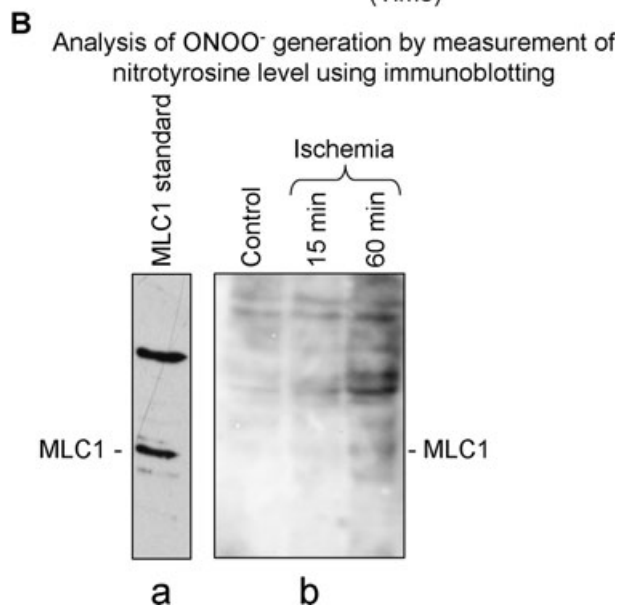 B
Analysis of ONOO⁻ generation by measurement of
nitrotyrosine level using immunoblotting
Ischemia
MLC1 standard
Control
15 min
60 min
MLC1 -
- MLC1
a
b